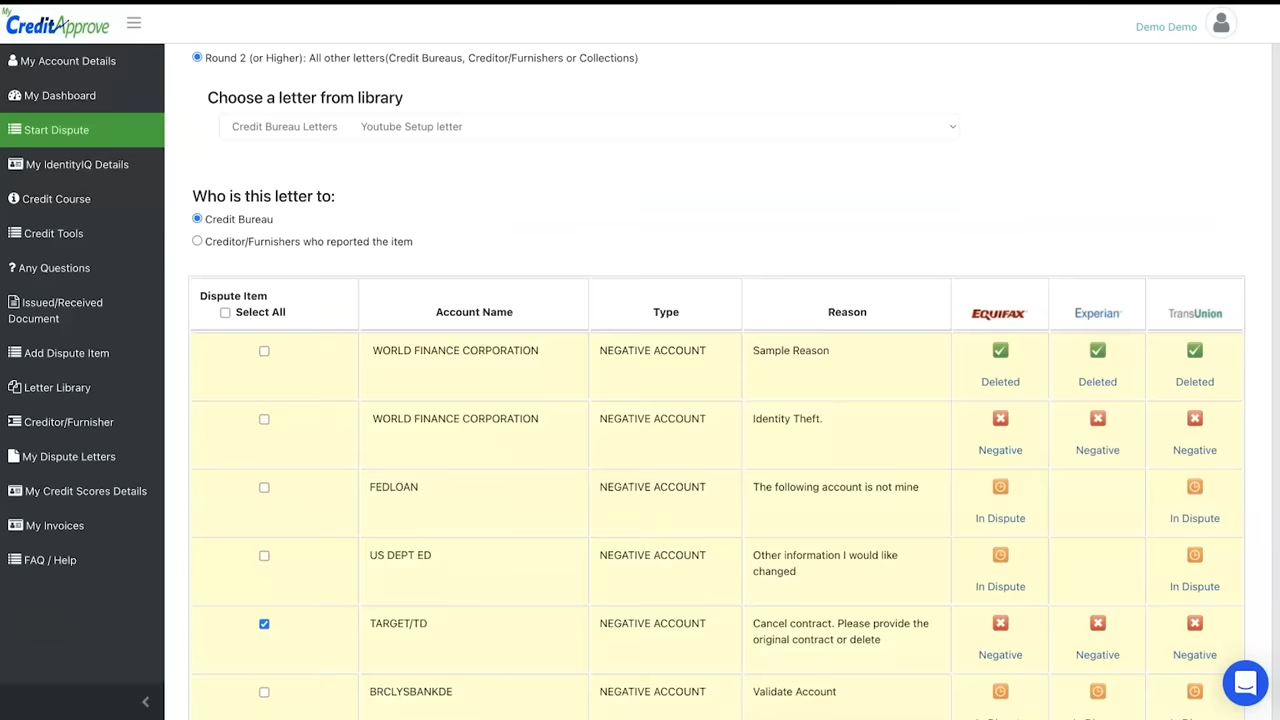 My
CreditApprove
Demo Demo
My Account Details
My Dashboard
Start Dispute
My IdentityIQ Details
Credit Course
Credit Tools
? Any Questions
Issued/Received
Document
Add Dispute Item
Letter Library
Creditor/Furnisher
My Dispute Letters
My Credit Scores Details
My Invoices
FAQ / Help
Round 2 (or Higher): All other letters(Credit Bureaus, Creditor/Furnishers or Collections)
Choose a letter from library
Credit Bureau Letters Youtube Setup letter
Who is this letter to:
Credit Bureau
Creditor/Furnishers who reported the item
Dispute Item
Select All Account Name Type Reason EQUIFAX Experian TransUnion
WORLD FINANCE CORPORATION NEGATIVE ACCOUNT Sample Reason
Deleted Deleted Deleted
WORLD FINANCE CORPORATION NEGATIVE ACCOUNT Identity Theft.
Negative Negative Negative
FEDLOAN NEGATIVE ACCOUNT The following account is not mine
In Dispute In Dispute
US DEPT ED NEGATIVE ACCOUNT Other information I would like
changed
In Dispute In Dispute
TARGET/TD NEGATIVE ACCOUNT Cancel contract. Please provide the
original contract or delete
Negative Negative Negative
BRCLYSBANKDE NEGATIVE ACCOUNT Validate Account